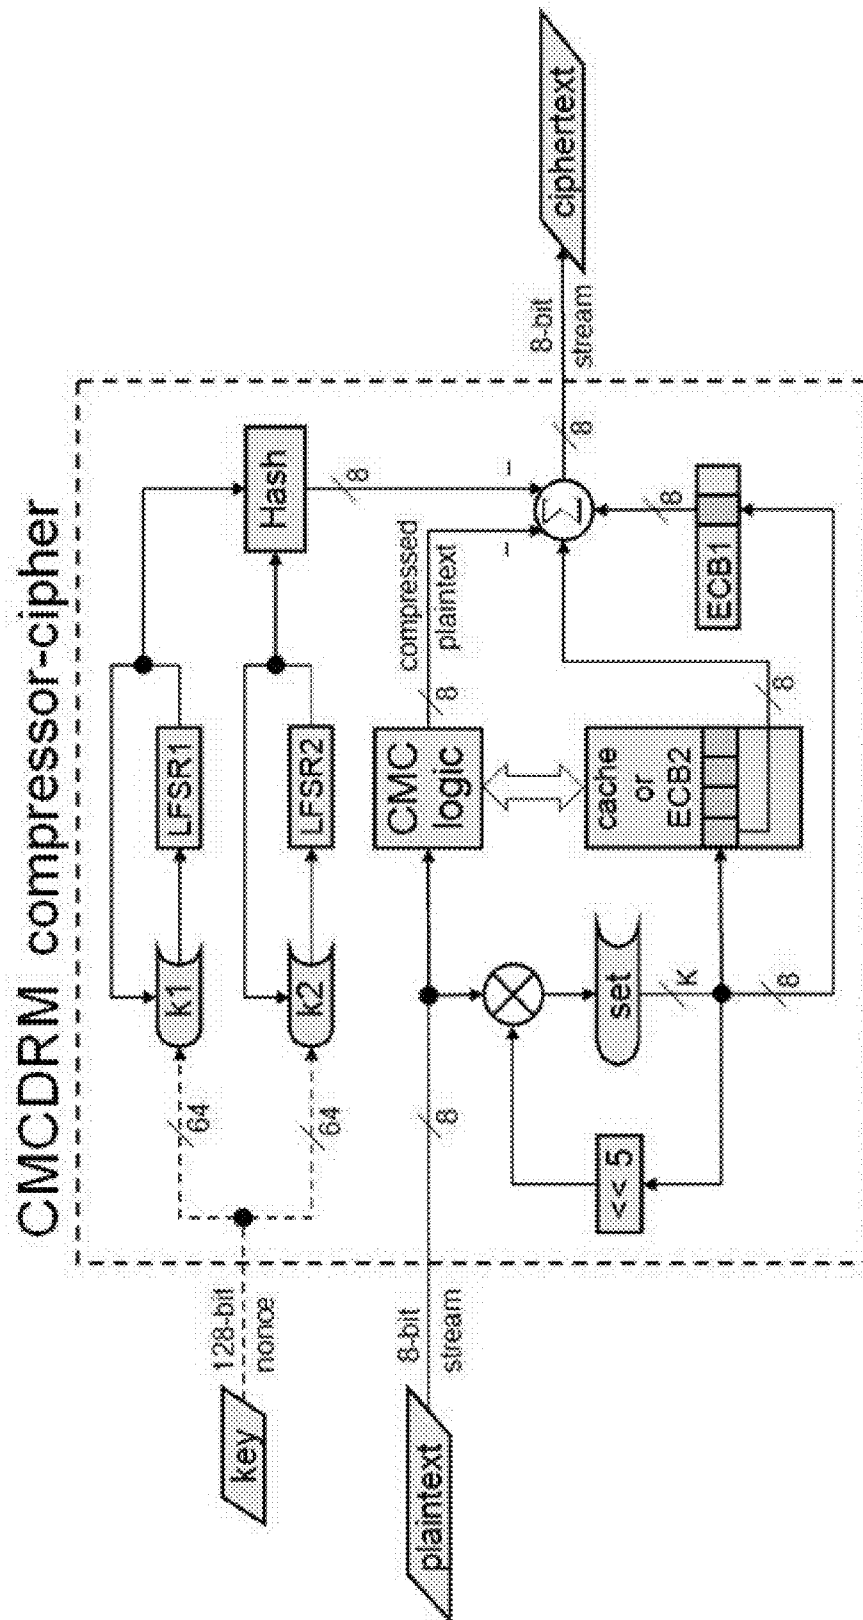 CMCDRM compressor-cipher
key
128-bit
nonce
64
64
k1
LFSR1
k2
LFSR2
Hash
8
plaintext
8-bit
stream
8
CMC
logic
8
compressed
plaintext
–
–
Σ
8
8-bit
stream
ciphertext
<< 5
set
K
8
cache
or
ECB2
8
ECB1
8